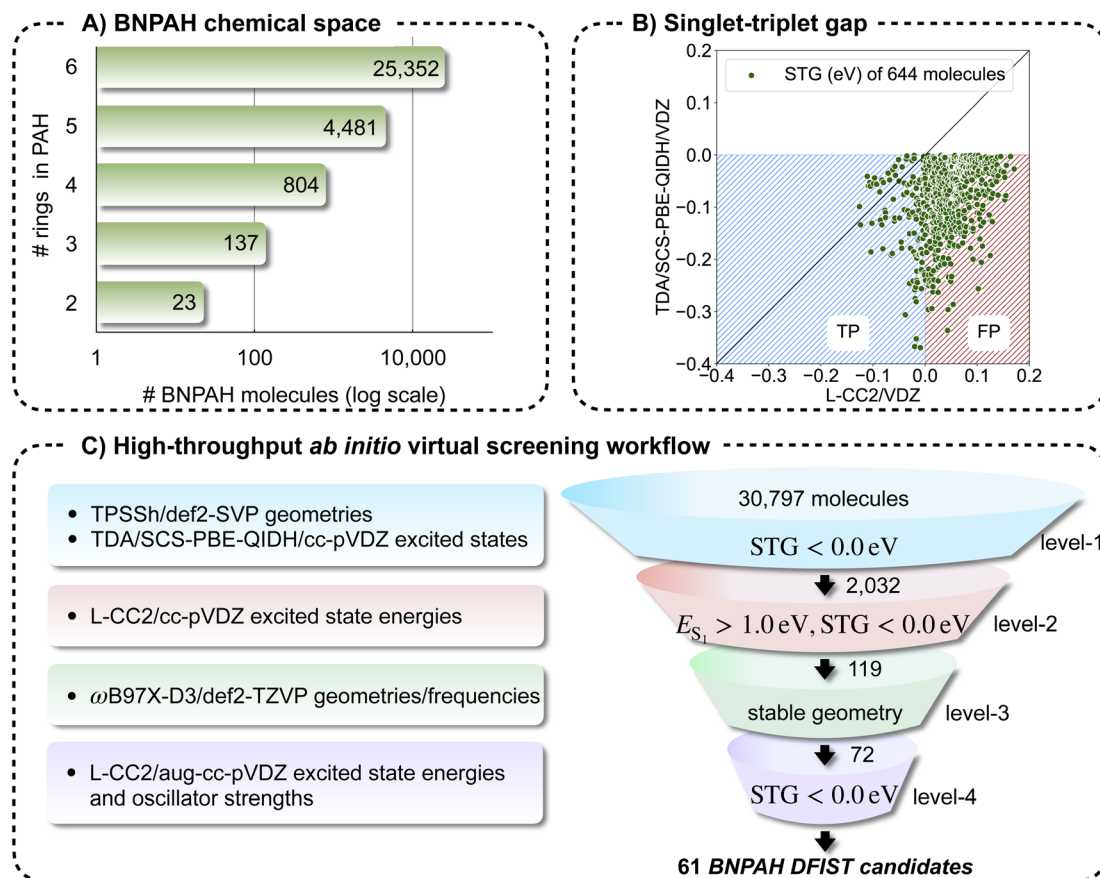 A) BNPAH chemical space
# rings in PAH
6
25,352
5
4,481
4
804
3
137
2
23
1
100
10,000
# BNPAH molecules (log scale)
B) Singlet-triplet gap
TDA/SCS-PBE-QIDH/VDZ
0.2
0.1
0.0
−0.1
−0.2
−0.3
−0.4
STG (eV) of 644 molecules
TP
FP
−0.4
−0.3
−0.2
−0.1
0.0
0.1
0.2
L-CC2/VDZ
C) High-throughput ab initio virtual screening workflow
• TPSSh/def2-SVP geometries
• TDA/SCS-PBE-QIDH/cc-pVDZ excited states
• L-CC2/cc-pVDZ excited state energies
• ωB97X-D3/def2-TZVP geometries/frequencies
• L-CC2/aug-cc-pVDZ excited state energies
and oscillator strengths
30,797 molecules
STG < 0.0 eV
level-1
2,032
E_S₁ > 1.0 eV, STG < 0.0 eV
level-2
119
stable geometry
level-3
72
STG < 0.0 eV
level-4
61 BNPAH DFIST candidates